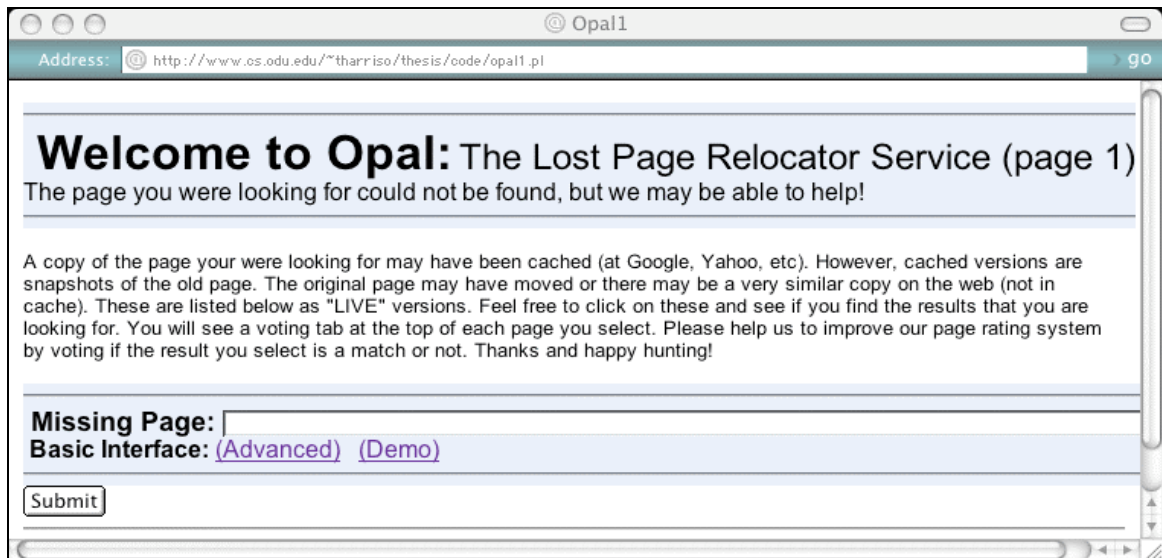 Opal1
Address: http://www.cs.odu.edu/~tharriso/thesis/code/opal1.pl go
Welcome to Opal: The Lost Page Relocator Service (page 1)
The page you were looking for could not be found, but we may be able to help!
A copy of the page your were looking for may have been cached (at Google, Yahoo, etc). However, cached versions are
snapshots of the old page. The original page may have moved or there may be a very similar copy on the web (not in
cache). These are listed below as "LIVE" versions. Feel free to click on these and see if you find the results that you are
looking for. You will see a voting tab at the top of each page you select. Please help us to improve our page rating system
by voting if the result you select is a match or not. Thanks and happy hunting!
Missing Page:
Basic Interface: (Advanced) (Demo)
Submit